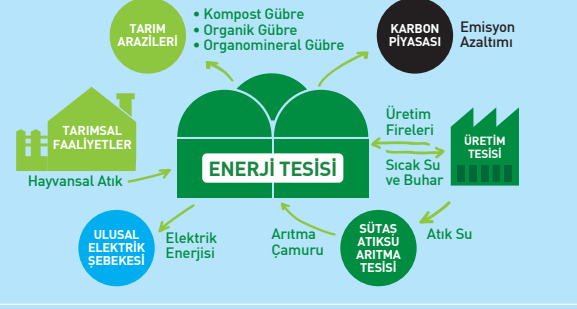 TARIM
ARAZİLERİ
• Kompost Gübre
• Organik Gübre
• Organomineral Gübre
KARBON
PİYASASI
Emisyon
Azaltımı
TARIMSAL
FAALİYETLER
Hayvansal Atık
ENERJİ TESİSİ
Üretim
Fireleri
Sıcak Su
ve Buhar
ÜRETİM
TESİSİ
ULUSAL
ELEKTRİK
ŞEBEKESİ
Elektrik
Enerjisi
Arıtma
Çamuru
SÜTAŞ
ATIKSU
ARITMA
TESİSİ
Atık Su